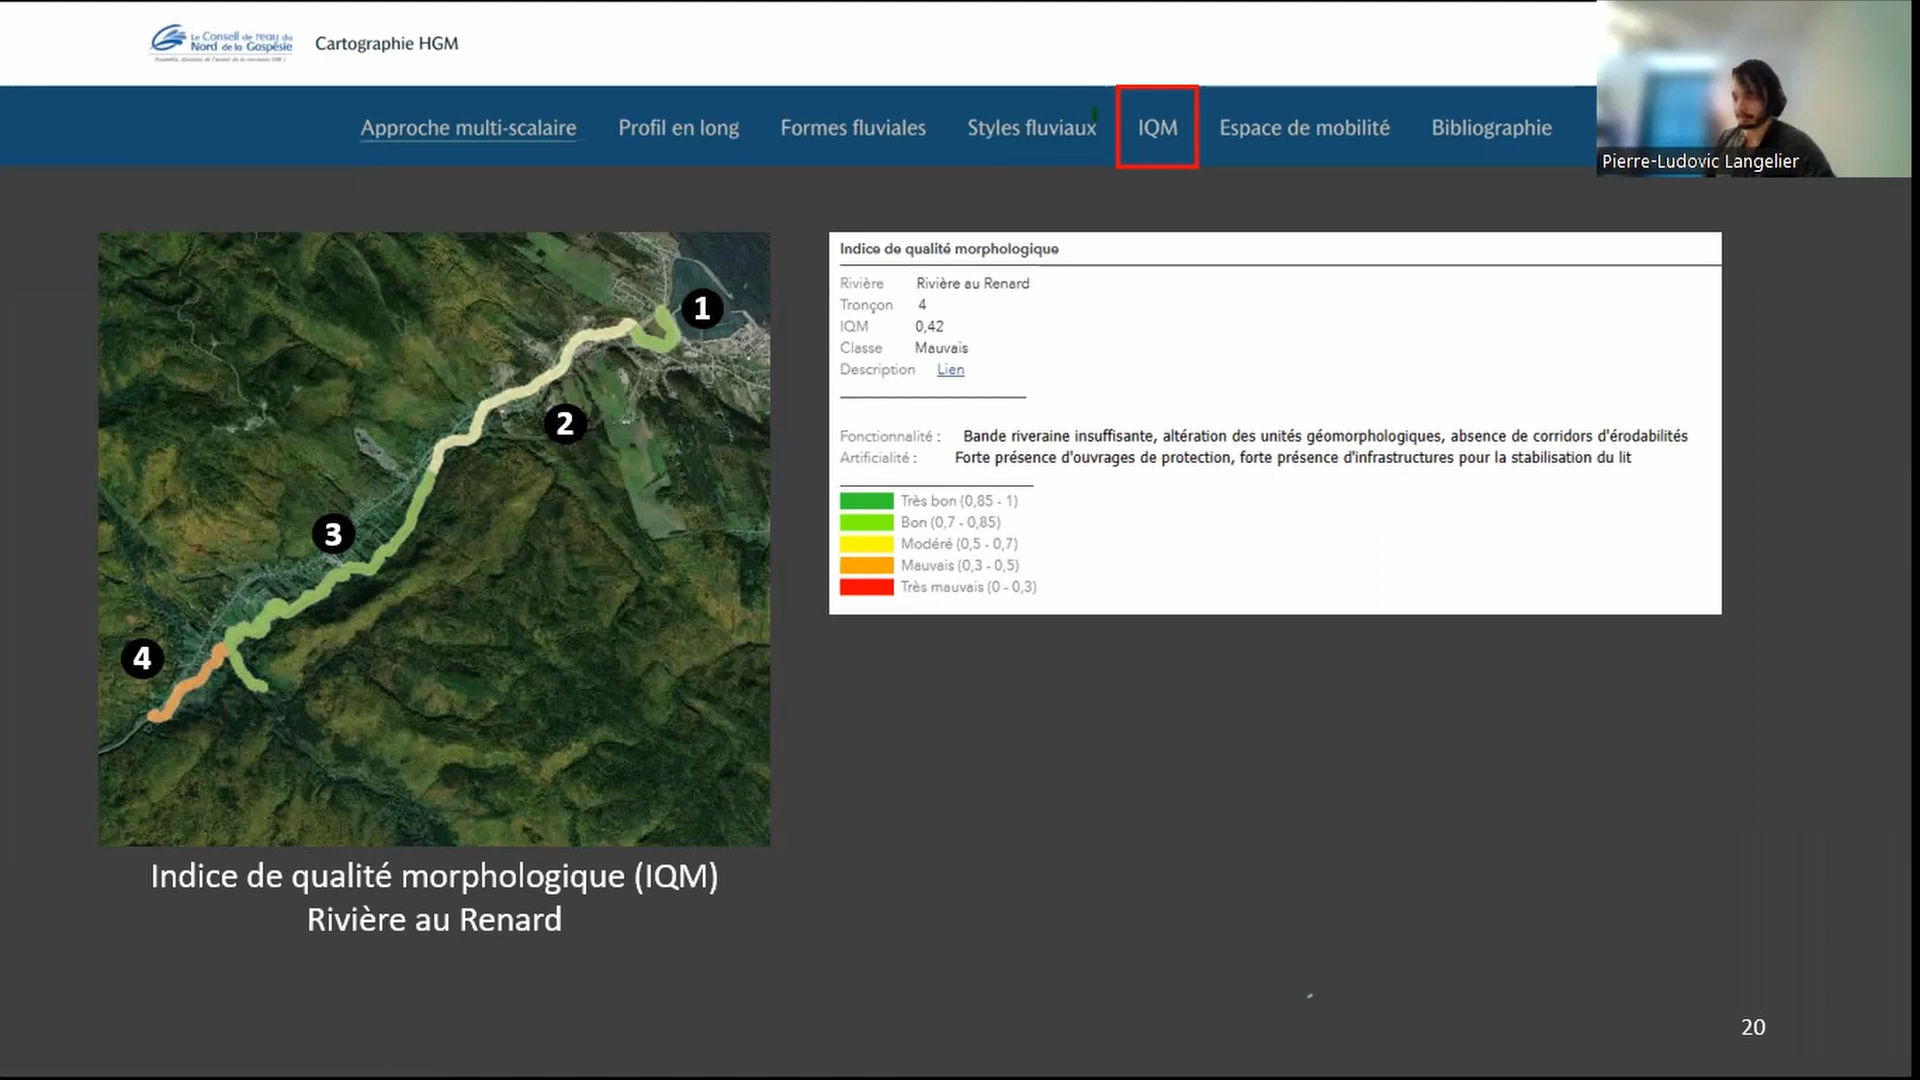 Le Conseil de l'eau du
Nord de la Gaspésie
Cartographie HGM
Approche multi-scalaire
Profil en long
Formes fluviales
Styles fluviaux
IQM
Espace de mobilité
Bibliographie
Pierre-Ludovic Langelier
1
2
3
4
Indice de qualité morphologique (IQM)
Rivière au Renard
Indice de qualité morphologique
Rivière Rivière au Renard
Tronçon 4
IQM 0,42
Classe Mauvais
Description Lien
Fonctionnalité : Bande riveraine insuffisante, altération des unités géomorphologiques, absence de corridors d'érodabilités
Artificialité : Forte présence d'ouvrages de protection, forte présence d'infrastructures pour la stabilisation du lit
Très bon (0,85 - 1)
Bon (0,7 - 0,85)
Modéré (0,5 - 0,7)
Mauvais (0,3 - 0,5)
Très mauvais (0 - 0,3)
20